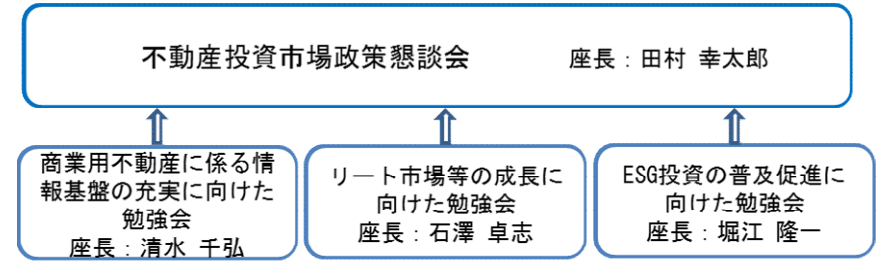 不動産投資市場政策懇談会 座長:田村 幸太郎
商業用不動産に係る情
報基盤の充実に向けた
勉強会
座長:清水 千弘
リート市場等の成長に
向けた勉強会
座長:石澤 卓志
ESG投資の普及促進に
向けた勉強会
座長:堀江 隆一